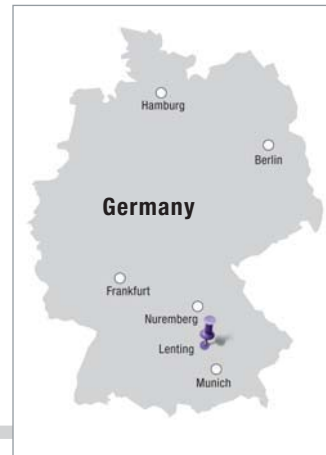 Hamburg
Berlin
Germany
Frankfurt
Nuremberg
Lenting
Munich